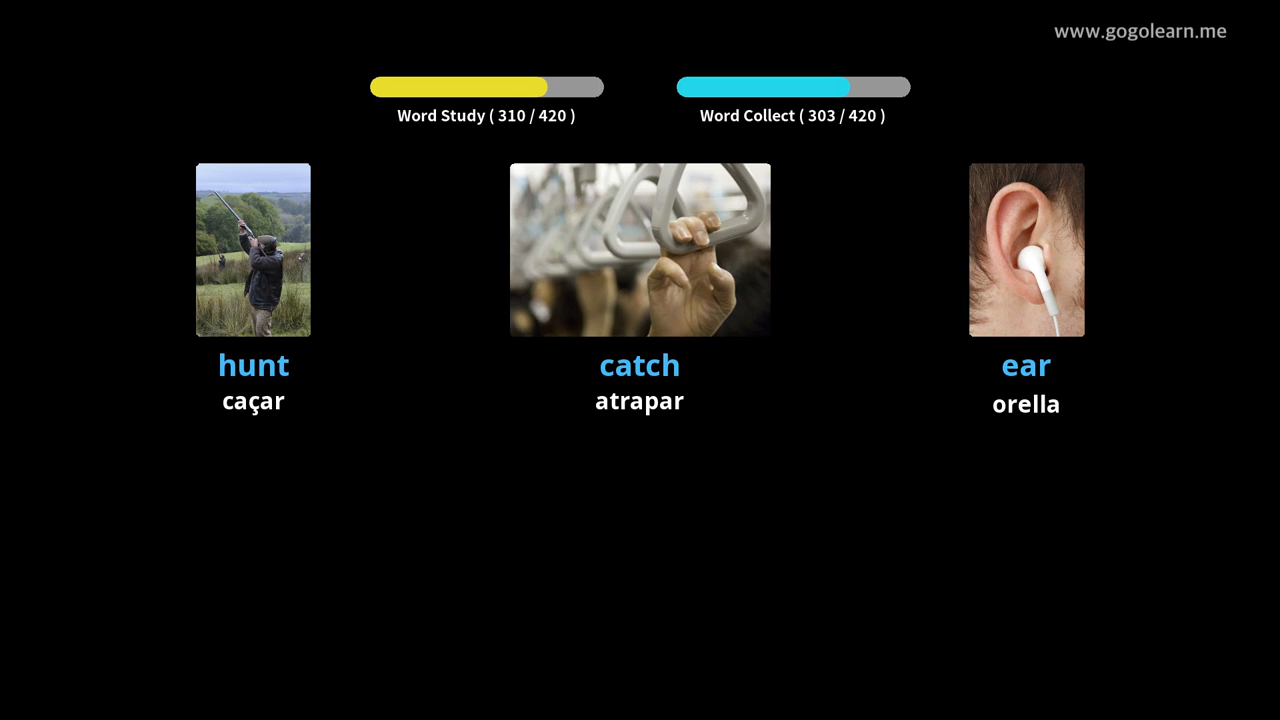 www.gogolearn.me
Word Study ( 310 / 420 )
Word Collect ( 303 / 420 )
hunt
caçar
catch
atrapar
ear
orella